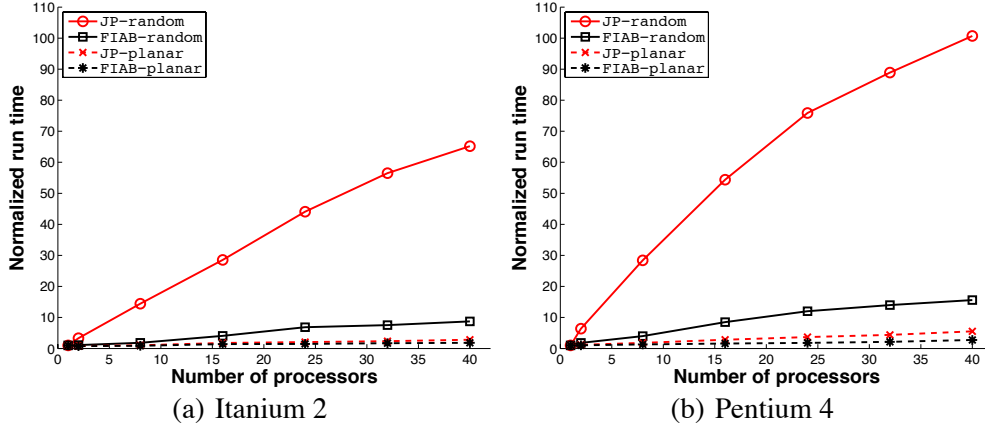 JP-random
FIAB-random
JP-planar
FIAB-planar
110
100
90
80
70
60
50
40
30
20
10
0
Normalized run time
0 5 10 15 20 25 30 35 40
Number of processors
(a) Itanium 2
JP-random
FIAB-random
JP-planar
FIAB-planar
110
100
90
80
70
60
50
40
30
20
10
0
Normalized run time
0 5 10 15 20 25 30 35 40
Number of processors
(b) Pentium 4